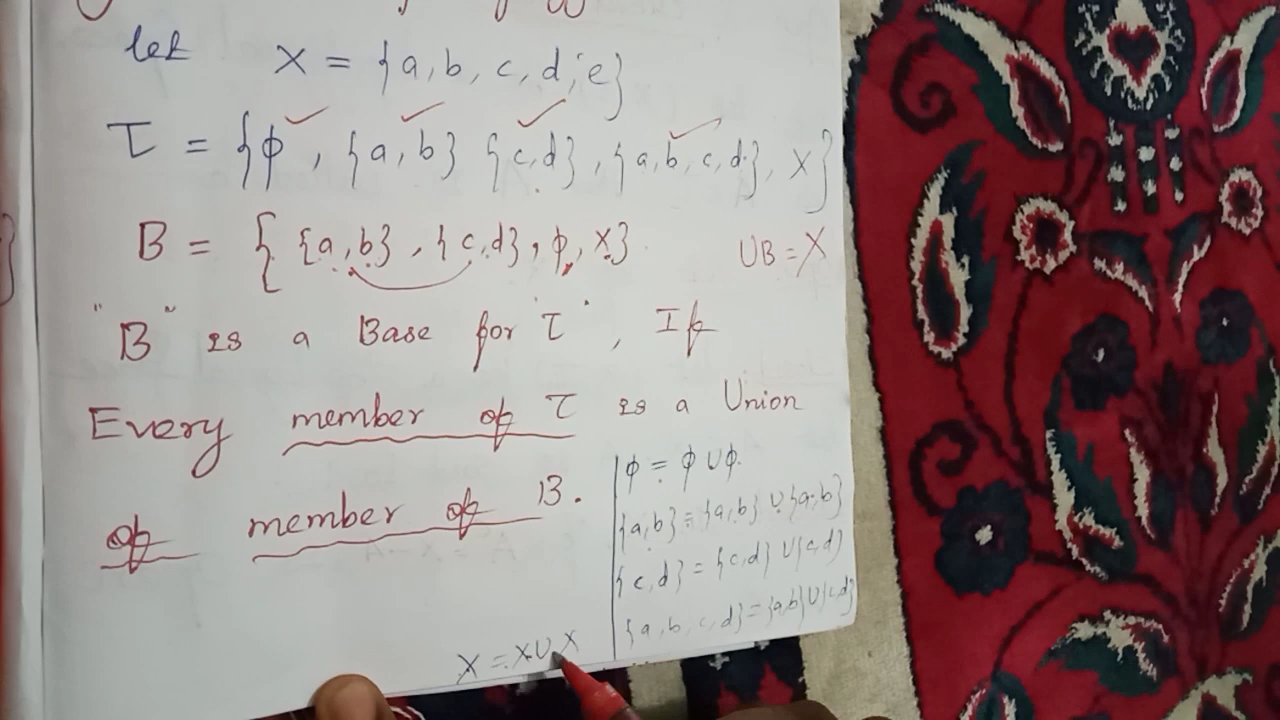 let X = {a, b, c, d, e}
τ = {ϕ, {a, b} {c, d}, {a, b, c, d}, X}
B = { {a, b}, {c, d}, ϕ, X} UB = X
"B" is a Base for "τ", If
Every member of τ is a Union
of member of B.
ϕ = ϕ ∪ ϕ.
{a, b} = {a, b} ∪ {a, b}
{c, d} = {c, d} ∪ {c, d}
{a, b, c, d} = {a, b} ∪ {c, d}
X = X ∪ X